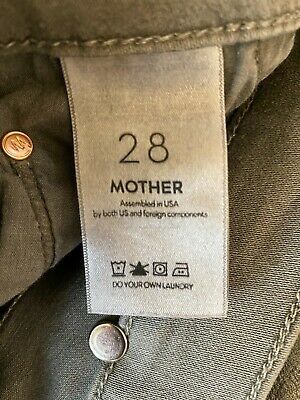 28
MOTHER
Assembled in USA
by both US and foreign components
DO YOUR OWN LAUNDRY